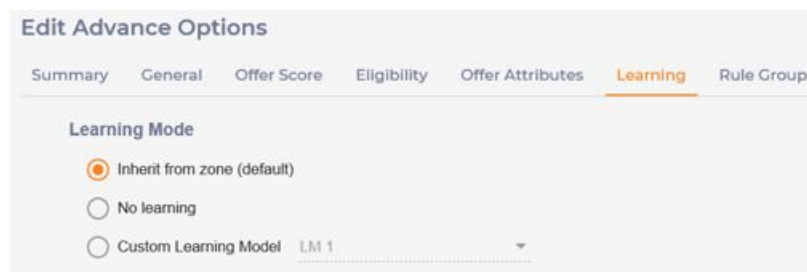 Edit Advance Options
Summary General Offer Score Eligibility Offer Attributes Learning Rule Group
Learning Mode
Inherit from zone (default)
No learning
Custom Learning Model LM 1